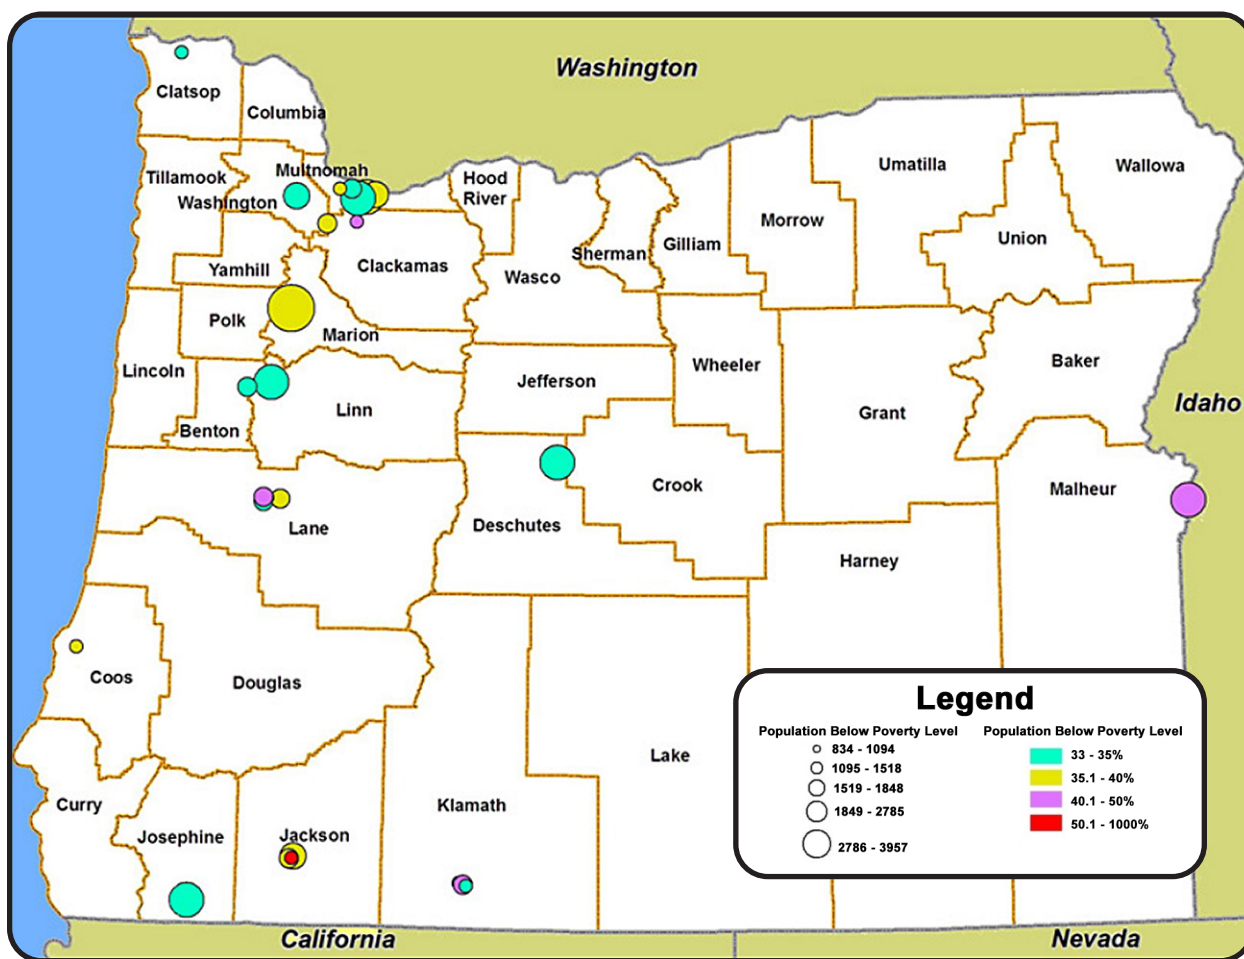 Washington
Clatsop
Columbia
Tillamook
Multnomah
Washington
Hood
River
Umatilla
Wallowa
Morrow
Gilliam
Sherman
Union
Yamhill
Clackamas
Wasco
Polk
Marion
Lincoln
Jefferson
Wheeler
Baker
Idaho
Linn
Grant
Benton
Crook
Malheur
Lane
Deschutes
Harney
Coos
Douglas
Lake
Curry
Klamath
Josephine
Jackson
California
Nevada
Legend
Population Below Poverty Level
834 - 1094
1095 - 1518
1519 - 1848
1849 - 2785
2786 - 3957
Population Below Poverty Level
33 - 35%
35.1 - 40%
40.1 - 50%
50.1 - 1000%